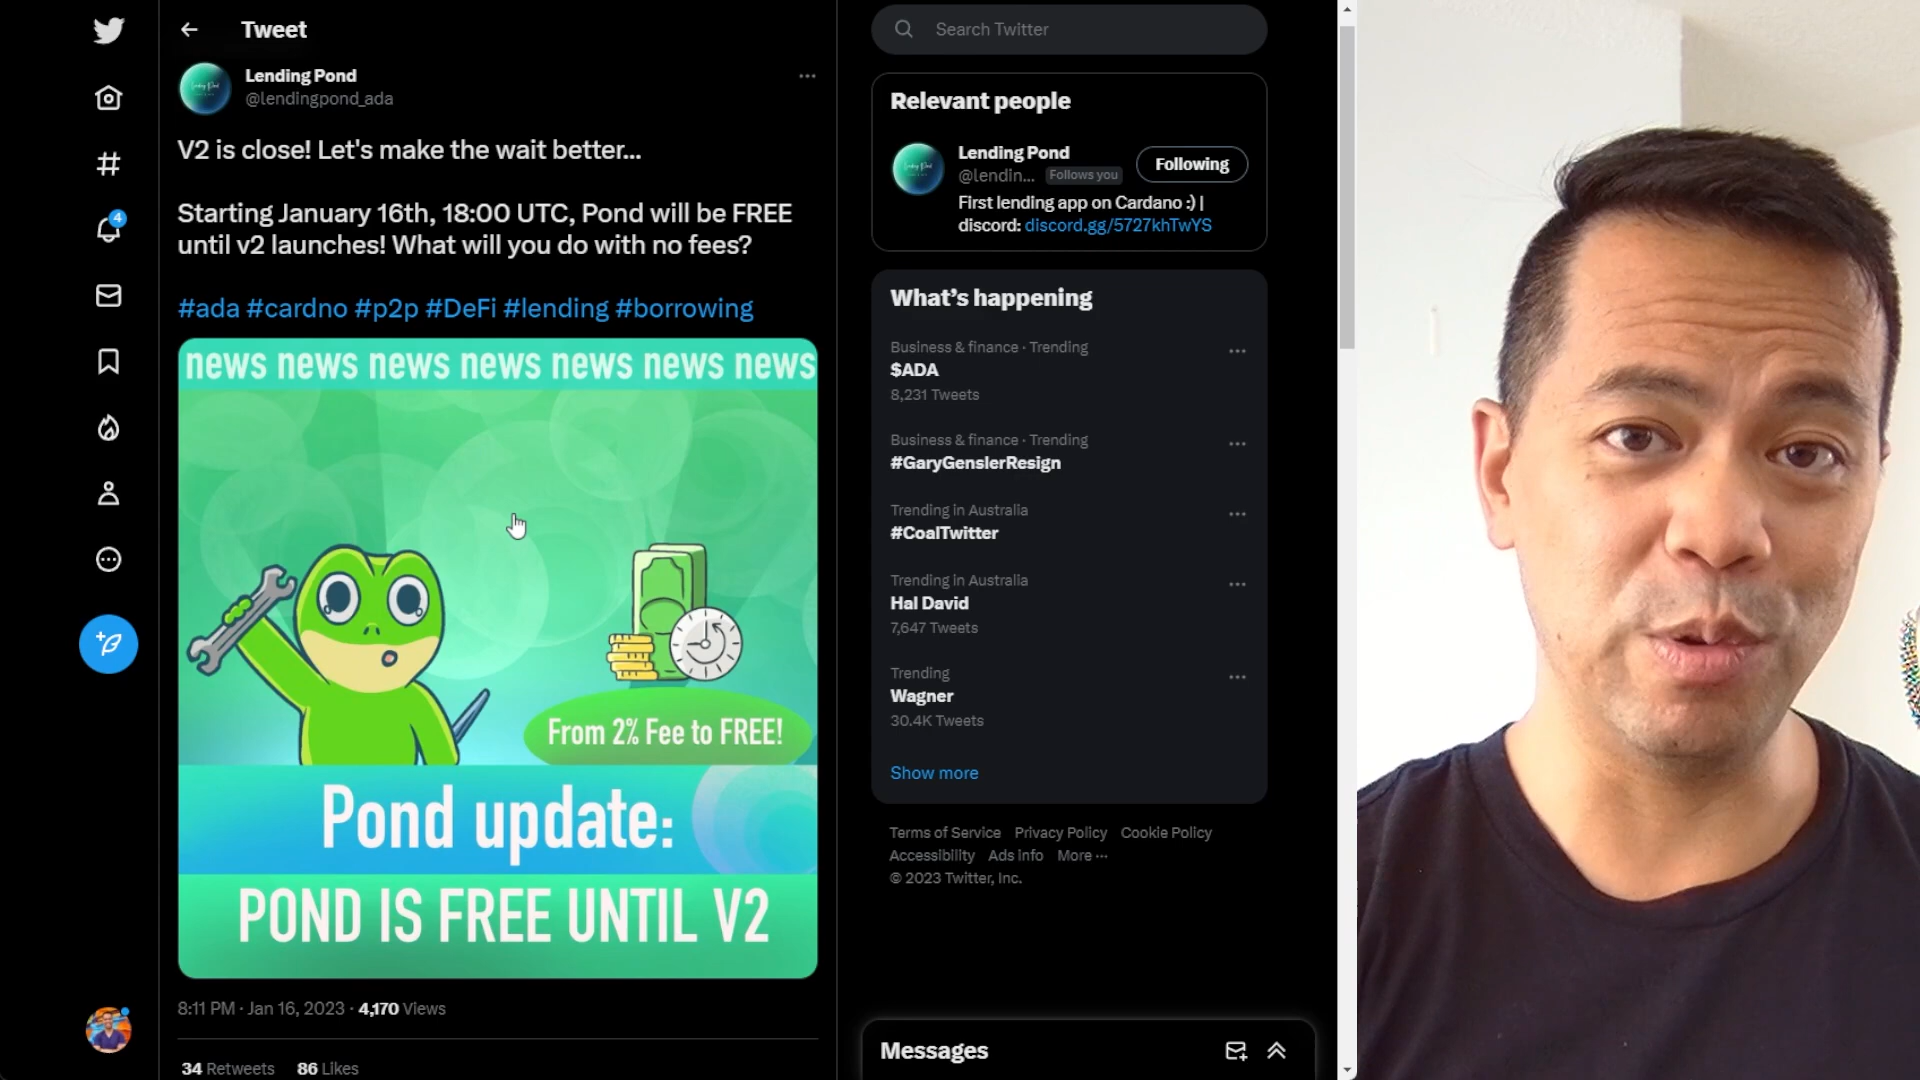 Tweet
Lending Pond
@lendingpond_ada
V2 is close! Let's make the wait better...
Starting January 16th, 18:00 UTC, Pond will be FREE
until v2 launches! What will you do with no fees?
#ada #cardno #p2p #DeFi #lending #borrowing
news news news news news news news
From 2% Fee to FREE!
Pond update:
POND IS FREE UNTIL V2
8:11 PM · Jan 16, 2023 · 4,170 Views
34 Retweets 86 Likes
4
Search Twitter
Relevant people
Lending Pond
@lendin... Follows you
Following
First lending app on Cardano :) |
discord: discord.gg/5727khTwYS
What's happening
Business & finance · Trending
$ADA
8,231 Tweets
Business & finance · Trending
#GaryGenslerResign
Trending in Australia
#CoalTwitter
Trending in Australia
Hal David
7,647 Tweets
Trending
Wagner
30.4K Tweets
Show more
Terms of Service Privacy Policy Cookie Policy
Accessibility Ads info More ···
© 2023 Twitter, Inc.
Messages